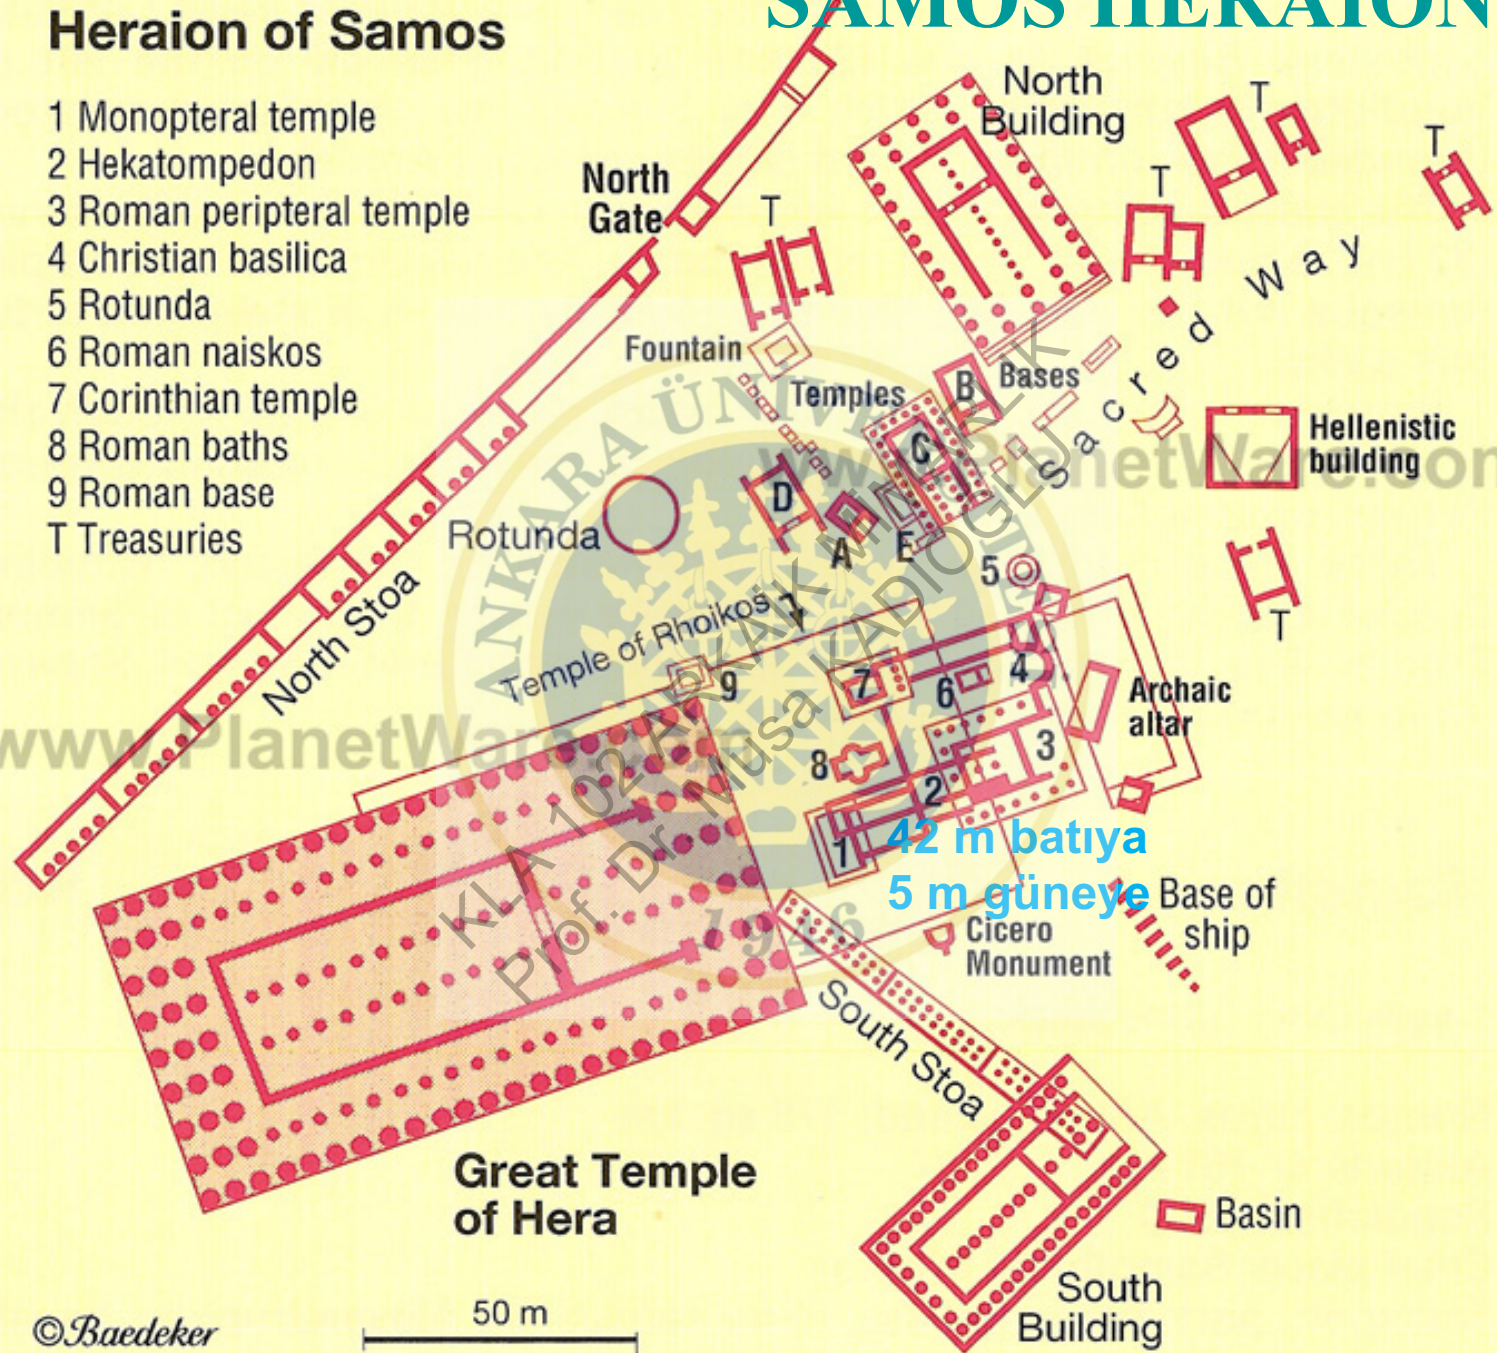 SAMOS HERAION
Heraion of Samos
1 Monopteral temple
2 Hekatompedon
3 Roman peripteral temple
4 Christian basilica
5 Rotunda
6 Roman naiskos
7 Corinthian temple
8 Roman baths
9 Roman base
T Treasuries
North
Building
T
T
T
North
Gate
T
Sacred Way
Fountain
Temples
B
Bases
C
Hellenistic
building
D
A
E
Rotunda
5
T
North Stoa
Temple of Rhoikos
9
7
6
4
Archaic
altar
3
8
2
1
42 m batıya
5 m güneye
Base of
ship
Cicero
Monument
South Stoa
Great Temple
of Hera
Basin
South
Building
50 m
©Baedeker
www.PlanetWare.com
www.PlanetWare.com
ANKARA ÜNİVERSİTESİ
1946
KLA 102 ARKAİK MİMARLIK
Prof. Dr. Musa KADIOĞLU